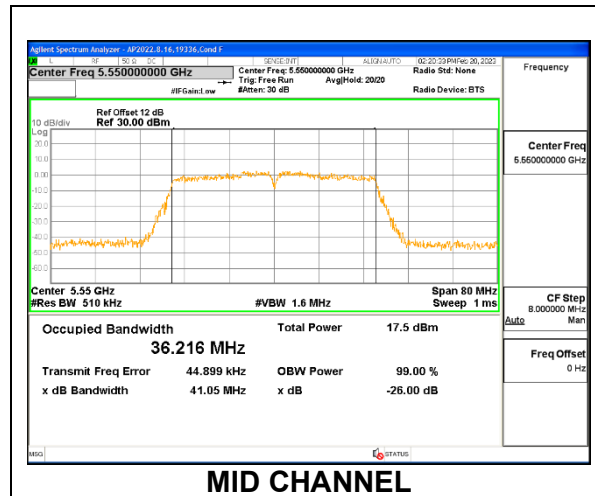 Agilent Spectrum Analyzer - AP2022.8.16,19336,Cond F
L RF 50 Ω DC SENSE:INT ALIGNAUTO 02:20:33 PM Feb 20, 2023
Center Freq 5.550000000 GHz
Center Freq: 5.550000000 GHz
Radio Std: None
Trig: Free Run Avg|Hold: 20/20
#IFGain:Low #Atten: 30 dB Radio Device: BTS
Frequency
Ref Offset 12 dB
10 dB/div Ref 30.00 dBm
Log
20.0
10.0
0.00
-10.0
-20.0
-30.0
-40.0
-50.0
-60.0
Center 5.55 GHz Span 80 MHz
#Res BW 510 kHz #VBW 1.6 MHz Sweep 1 ms
Occupied Bandwidth Total Power 17.5 dBm
36.216 MHz
Transmit Freq Error 44.899 kHz OBW Power 99.00 %
x dB Bandwidth 41.05 MHz x dB -26.00 dB
Center Freq
5.550000000 GHz
CF Step
8.000000 MHz
Auto Man
Freq Offset
0 Hz
MSG STATUS
MID CHANNEL